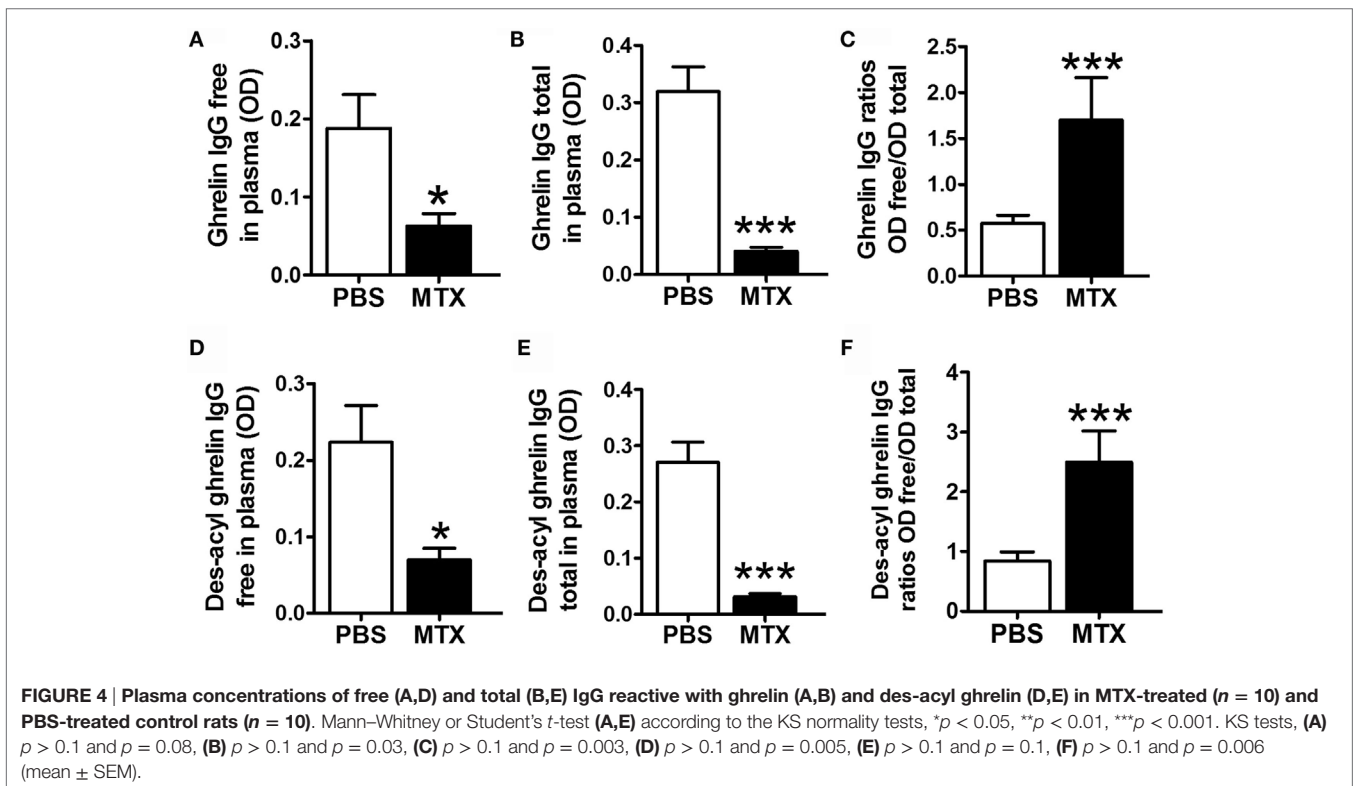 A
Ghrelin IgG free
in plasma (OD)
0.3
0.2
0.1
0.0
*
PBS MTX
B
Ghrelin IgG total
in plasma (OD)
0.4
0.3
0.2
0.1
0.0
***
PBS MTX
C
Ghrelin IgG ratios
OD free/OD total
2.5
2.0
1.5
1.0
0.5
0.0
***
PBS MTX
D
Des-acyl ghrelin IgG
free in plasma (OD)
0.3
0.2
0.1
0.0
*
PBS MTX
E
Des-acyl ghrelin IgG
total in plasma (OD)
0.4
0.3
0.2
0.1
0.0
***
PBS MTX
F
Des-acyl ghrelin IgG
ratios OD free/OD total
4
3
2
1
0
***
PBS MTX
FIGURE 4 | Plasma concentrations of free (A,D) and total (B,E) IgG reactive with ghrelin (A,B) and des-acyl ghrelin (D,E) in MTX-treated (n = 10) and
PBS-treated control rats (n = 10). Mann–Whitney or Student's t-test (A,E) according to the KS normality tests, *p < 0.05, **p < 0.01, ***p < 0.001. KS tests, (A)
p > 0.1 and p = 0.08, (B) p > 0.1 and p = 0.03, (C) p > 0.1 and p = 0.003, (D) p > 0.1 and p = 0.005, (E) p > 0.1 and p = 0.1, (F) p > 0.1 and p = 0.006
(mean ± SEM).